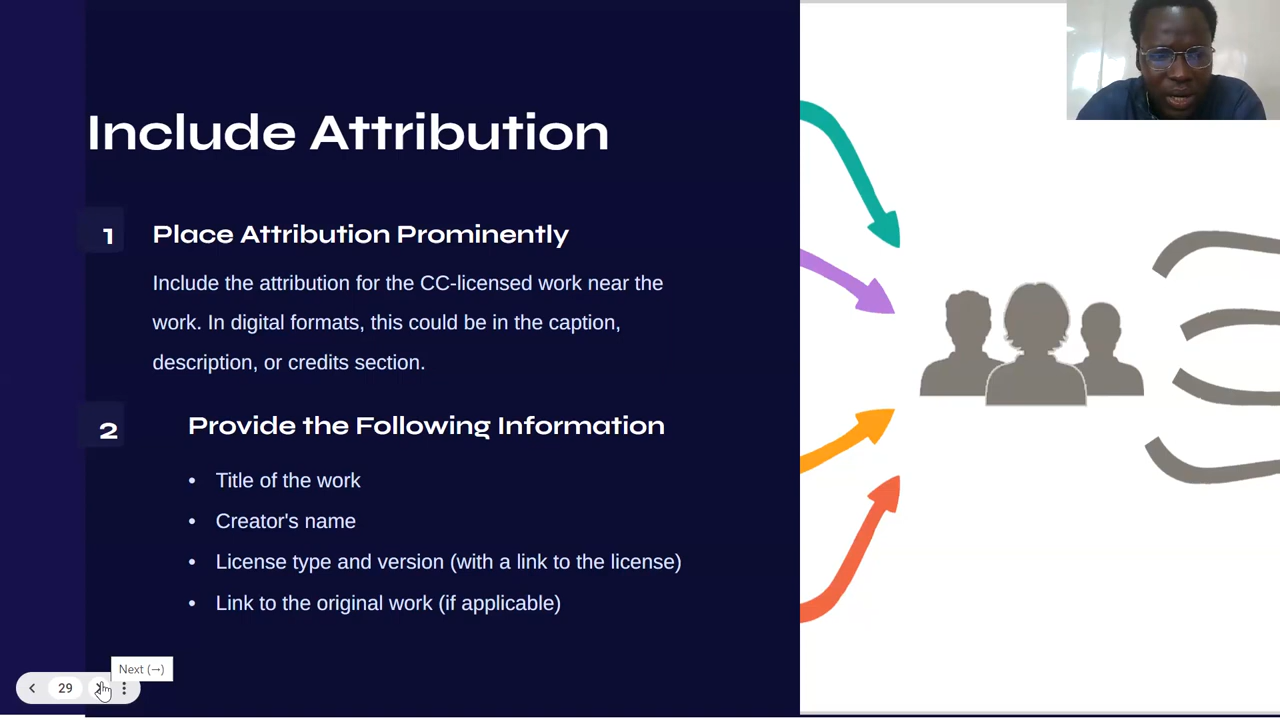 Include Attribution
1
Place Attribution Prominently
Include the attribution for the CC-licensed work near the
work. In digital formats, this could be in the caption,
description, or credits section.
2
Provide the Following Information
• Title of the work
• Creator's name
• License type and version (with a link to the license)
• Link to the original work (if applicable)
Next (→)
29